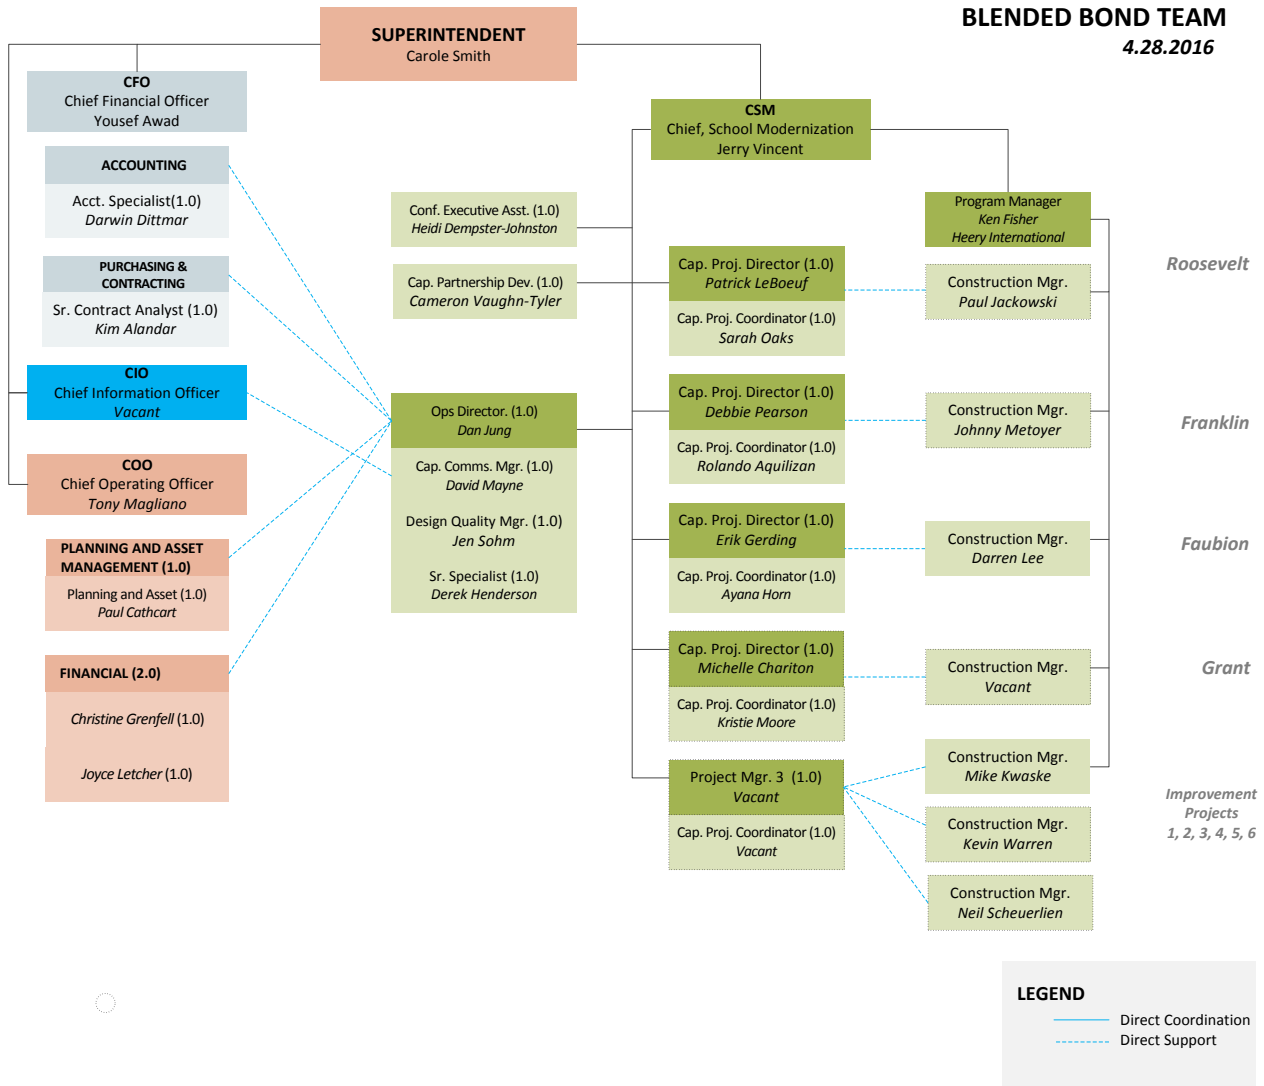 BLENDED BOND TEAM
4.28.2016
SUPERINTENDENT
Carole Smith
CFO
Chief Financial Officer
Yousef Awad
ACCOUNTING
Acct. Specialist(1.0)
Darwin Dittmar
PURCHASING &
CONTRACTING
Sr. Contract Analyst (1.0)
Kim Alandar
CIO
Chief Information Officer
Vacant
COO
Chief Operating Officer
Tony Magliano
PLANNING AND ASSET
MANAGEMENT (1.0)
Planning and Asset (1.0)
Paul Cathcart
FINANCIAL (2.0)
Christine Grenfell (1.0)
Joyce Letcher (1.0)
CSM
Chief, School Modernization
Jerry Vincent
Conf. Executive Asst. (1.0)
Heidi Dempster-Johnston
Cap. Partnership Dev. (1.0)
Cameron Vaughn-Tyler
Ops Director. (1.0)
Dan Jung
Cap. Comms. Mgr. (1.0)
David Mayne
Design Quality Mgr. (1.0)
Jen Sohm
Sr. Specialist (1.0)
Derek Henderson
Program Manager
Ken Fisher
Heery International
Cap. Proj. Director (1.0)
Patrick LeBoeuf
Cap. Proj. Coordinator (1.0)
Sarah Oaks
Construction Mgr.
Paul Jackowski
Roosevelt
Cap. Proj. Director (1.0)
Debbie Pearson
Cap. Proj. Coordinator (1.0)
Rolando Aquilizan
Construction Mgr.
Johnny Metoyer
Franklin
Cap. Proj. Director (1.0)
Erik Gerding
Cap. Proj. Coordinator (1.0)
Ayana Horn
Construction Mgr.
Darren Lee
Faubion
Cap. Proj. Director (1.0)
Michelle Chariton
Cap. Proj. Coordinator (1.0)
Kristie Moore
Construction Mgr.
Vacant
Grant
Project Mgr. 3 (1.0)
Vacant
Cap. Proj. Coordinator (1.0)
Vacant
Construction Mgr.
Mike Kwaske
Construction Mgr.
Kevin Warren
Construction Mgr.
Neil Scheuerlien
Improvement
Projects
1, 2, 3, 4, 5, 6
LEGEND
Direct Coordination
Direct Support